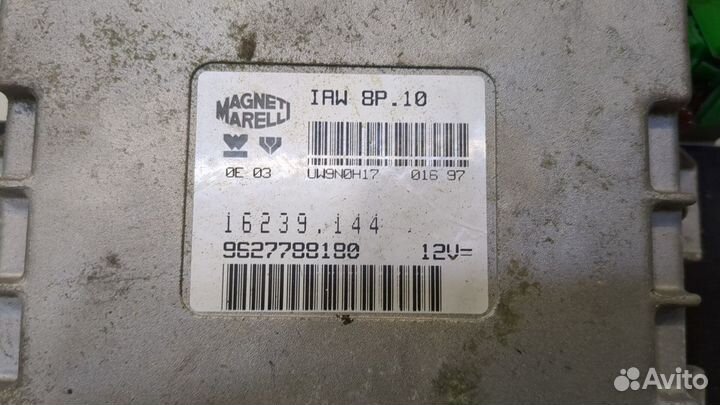 MAGNETI
MARELLI
IAW 8P.10
0E 03 UW9N0H17 016 97
16239.144
9627788180 12V=
Avito